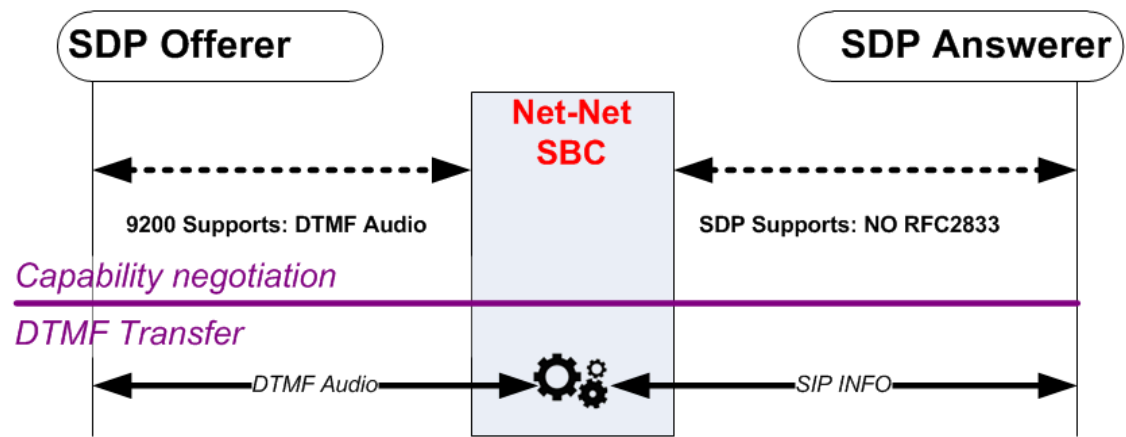 SDP Offerer
SDP Answerer
Net-Net
SBC
9200 Supports: DTMF Audio
SDP Supports: NO RFC2833
Capability negotiation
DTMF Transfer
DTMF Audio
SIP INFO